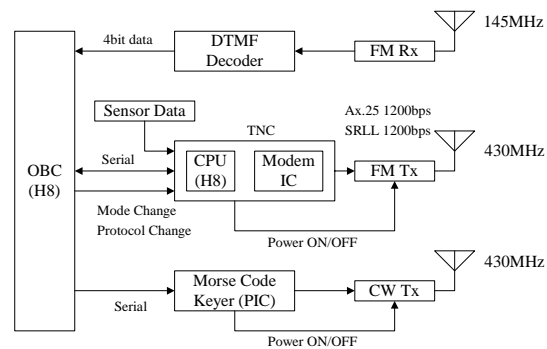 145MHz
4bit data
DTMF
Decoder
FM Rx
Sensor Data
TNC
Ax.25 1200bps
SRLL 1200bps
430MHz
OBC
(H8)
Serial
CPU
(H8)
Modem
IC
FM Tx
Mode Change
Protocol Change
Power ON/OFF
430MHz
Serial
Morse Code
Keyer (PIC)
CW Tx
Power ON/OFF